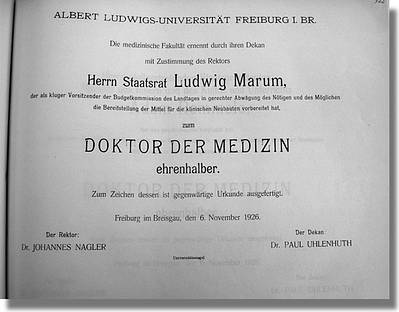 ALBERT LUDWIGS-UNIVERSITÄT FREIBURG I. BR.
Die medizinische Fakultät ernennt durch ihren Dekan
mit Zustimmung des Rektors
Herrn Staatsrat Ludwig Marum,
der als kluger Vorsitzender der Budgetkommission des Landtages in gerechter Abwägung des Nötigen und des Möglichen
die Bereitstellung der Mittel für die klinischen Neubauten vorbereitet hat,
zum
DOKTOR DER MEDIZIN
ehrenhalber.
Zum Zeichen dessen ist gegenwärtige Urkunde ausgefertigt.
Freiburg im Breisgau, den 6. November 1926.
Der Rektor: Der Dekan
Dr. JOHANNES NAGLER Dr. PAUL UHLENHUTH